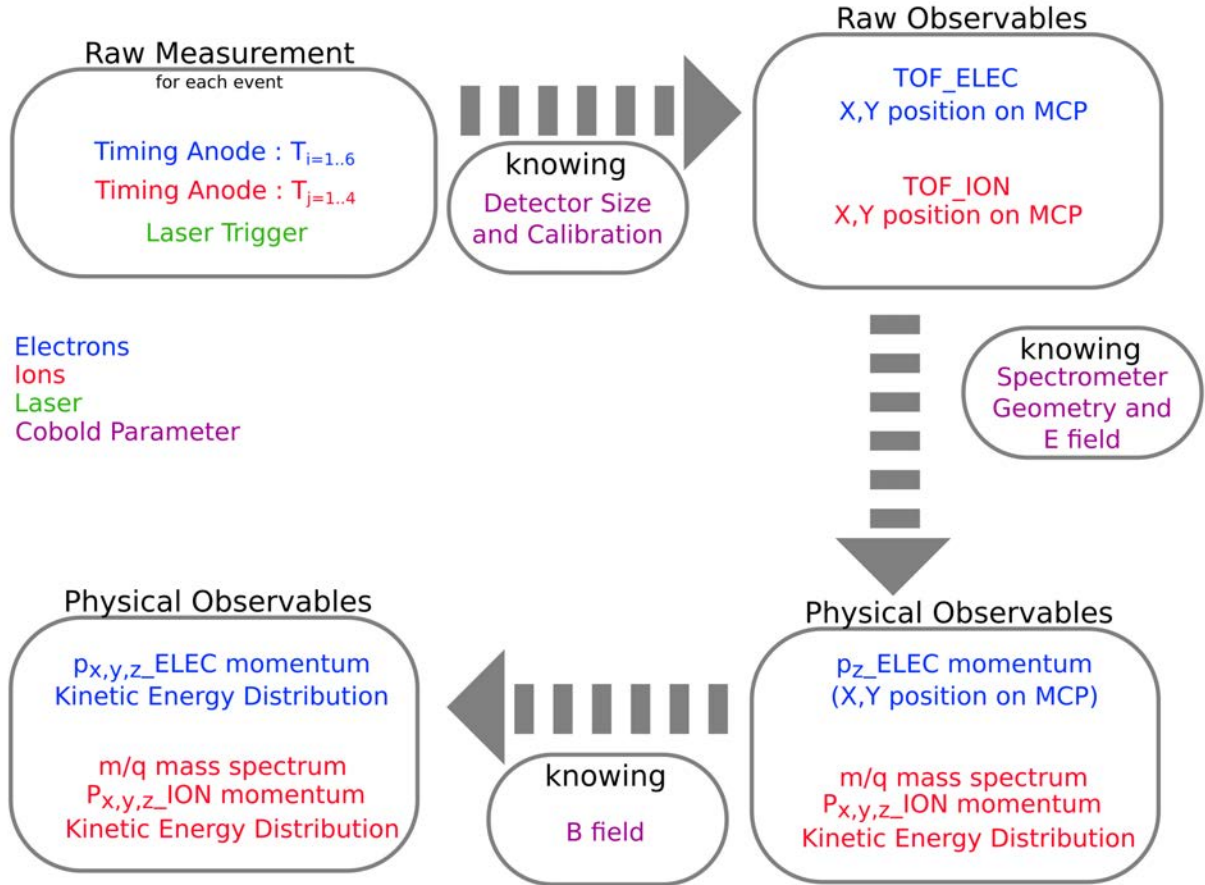 Raw Measurement
for each event
Timing Anode : Ti=1..6
Timing Anode : Tj=1..4
Laser Trigger
knowing
Detector Size
and Calibration
Raw Observables
TOF_ELEC
X,Y position on MCP
TOF_ION
X,Y position on MCP
Electrons
Ions
Laser
Cobold Parameter
knowing
Spectrometer
Geometry and
E field
Physical Observables
pz_ELEC momentum
(X,Y position on MCP)
m/q mass spectrum
Px,y,z_ION momentum
Kinetic Energy Distribution
knowing
B field
Physical Observables
px,y,z_ELEC momentum
Kinetic Energy Distribution
m/q mass spectrum
Px,y,z_ION momentum
Kinetic Energy Distribution